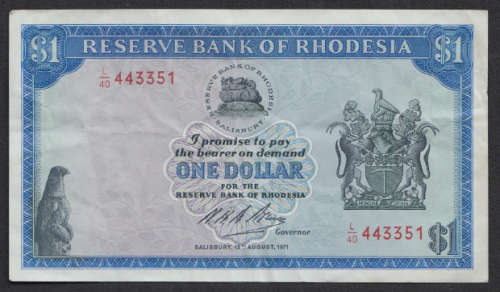 $1 RESERVE BANK OF RHODESIA $1
L/40 443351
RESERVE BANK OF RHODESIA
SALISBURY
I promise to pay
the bearer on demand
ONE DOLLAR
FOR THE
RESERVE BANK OF RHODESIA
Governor
SALISBURY, 18TH AUGUST, 1971
L/40 443351 $1